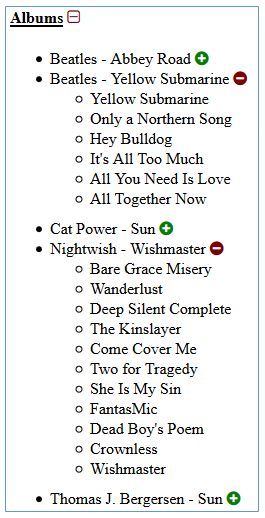 Albums
Beatles - Abbey Road
Beatles - Yellow Submarine
Yellow Submarine
Only a Northern Song
Hey Bulldog
It's All Too Much
All You Need Is Love
All Together Now
Cat Power - Sun
Nightwish - Wishmaster
Bare Grace Misery
Wanderlust
Deep Silent Complete
The Kinslayer
Come Cover Me
Two for Tragedy
She Is My Sin
FantasMic
Dead Boy's Poem
Crownless
Wishmaster
Thomas J. Bergersen - Sun